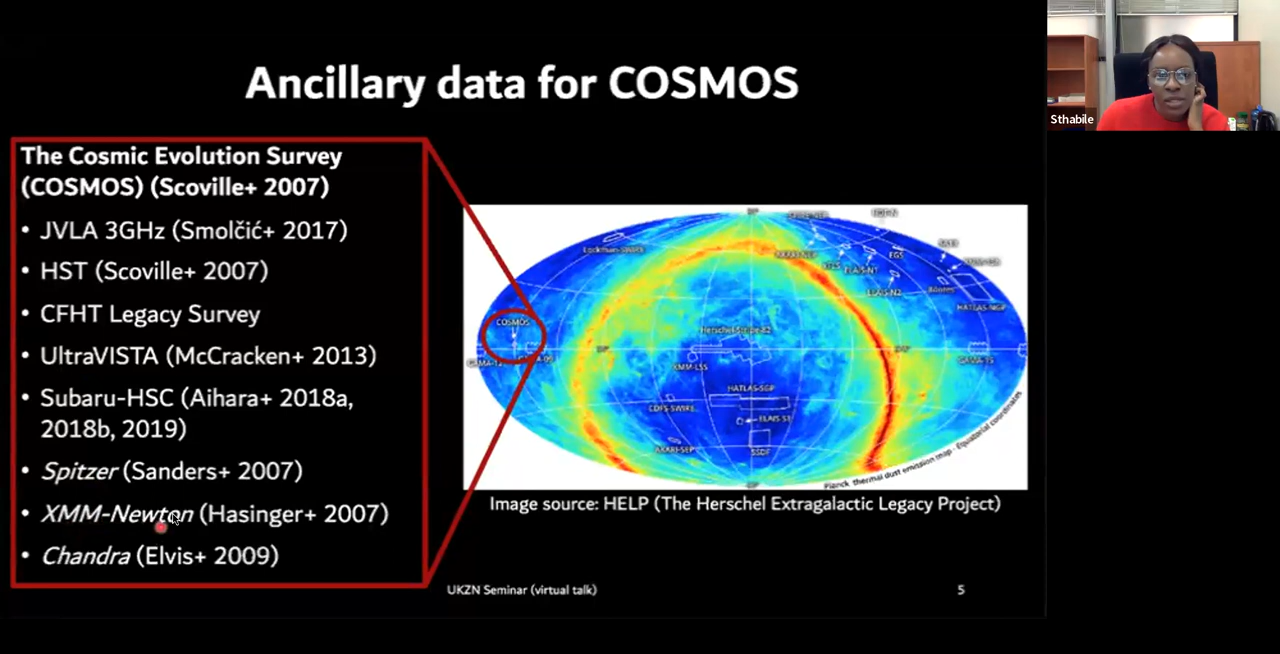 Ancillary data for COSMOS
Sthabile
The Cosmic Evolution Survey
(COSMOS) (Scoville+ 2007)
• JVLA 3GHz (Smolčić+ 2017)
• HST (Scoville+ 2007)
• CFHT Legacy Survey
• UltraVISTA (McCracken+ 2013)
• Subaru-HSC (Aihara+ 2018a,
2018b, 2019)
• Spitzer (Sanders+ 2007)
• XMM-Newton (Hasinger+ 2007)
• Chandra (Elvis+ 2009)
Lockman-SWIRE
AKARI-NEP
EGS
ELAIS-N1
ELAIS-N2
Boötes
HATLAS-NGP
COSMOS
Herschel-Stripe-82
XMM-LSS
GAMA-15
HATLAS-SGP
CDFS-SWIRE
ELAIS-S1
AKARI-SEP
SSDF
Planck thermal dust emission map - Equatorial coordinates
Image source: HELP (The Herschel Extragalactic Legacy Project)
UKZN Seminar (virtual talk)
5